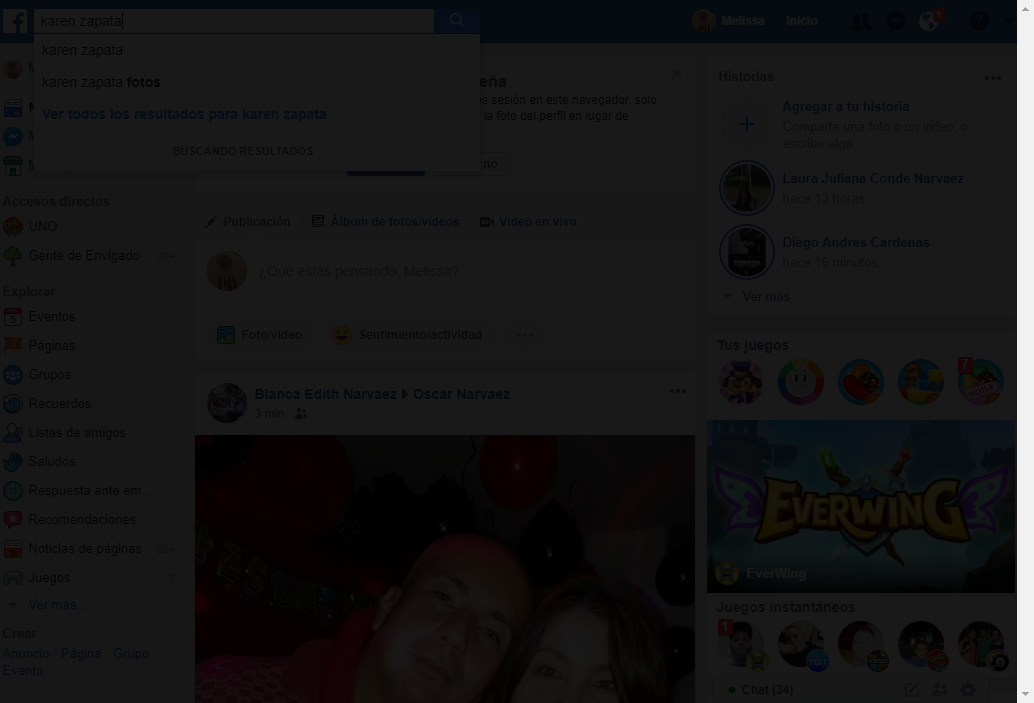 karen zapata
Melissa
Inicio
karen zapata
karen zapata fotos
Ver todos los resultados para karen zapata
BUSCANDO RESULTADOS
eña
sesión en este navegador, solo
la foto del perfil en lugar de
no
Accesos directos
UNO
Gente de Envigado 20+
Explorar
Eventos
Páginas
Grupos
Recuerdos
Listas de amigos
Saludos
Respuesta ante em...
Recomendaciones
Noticias de páginas 20+
Juegos 7
Ver más...
Crear
Anuncio Página Grupo
Evento
Publicación Álbum de fotos/videos Video en vivo
¿Qué estás pensando, Melissa?
Foto/video Sentimiento/actividad
Blanca Edith Narvaez Oscar Narvaez
3 min
Historias
Agregar a tu historia
Comparte una foto o un video, o
escribe algo
Laura Juliana Conde Narvaez
hace 13 horas
Diego Andres Cardenas
hace 16 minutos
Ver más
Tus juegos
7
EVERWING
EverWing
Juegos instantáneos
1
Chat (34)